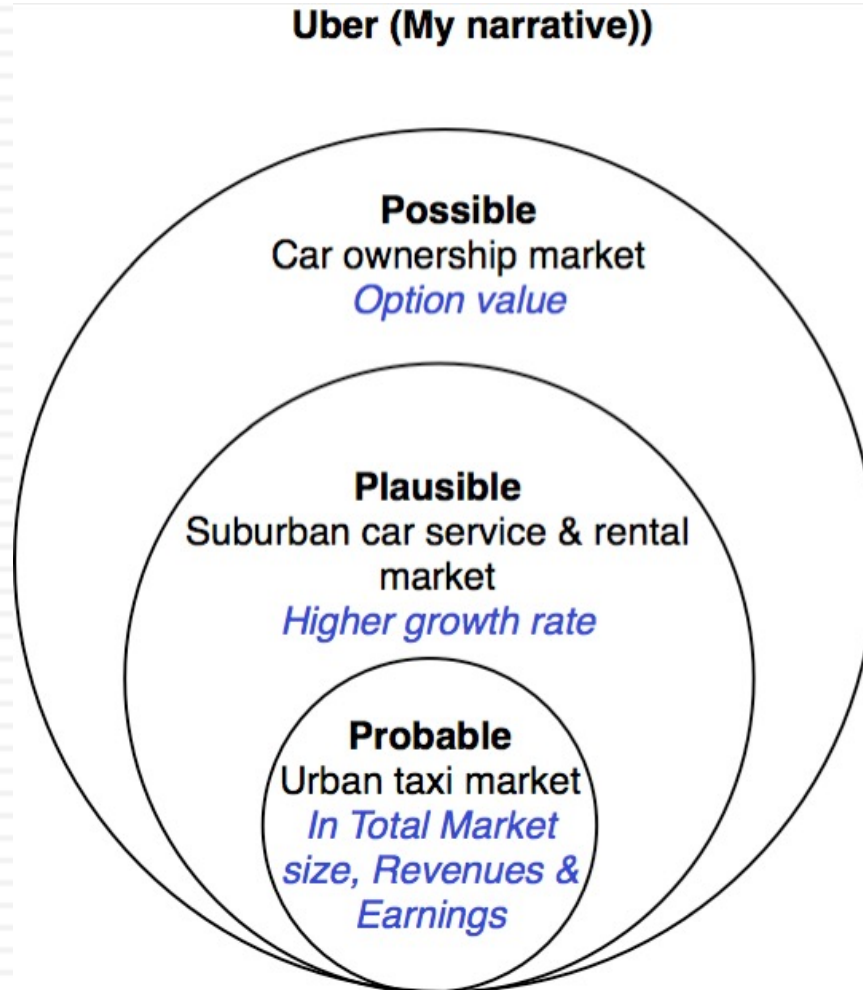 Uber (My narrative))
Possible
Car ownership market
Option value
Plausible
Suburban car service & rental
market
Higher growth rate
Probable
Urban taxi market
In Total Market
size, Revenues &
Earnings